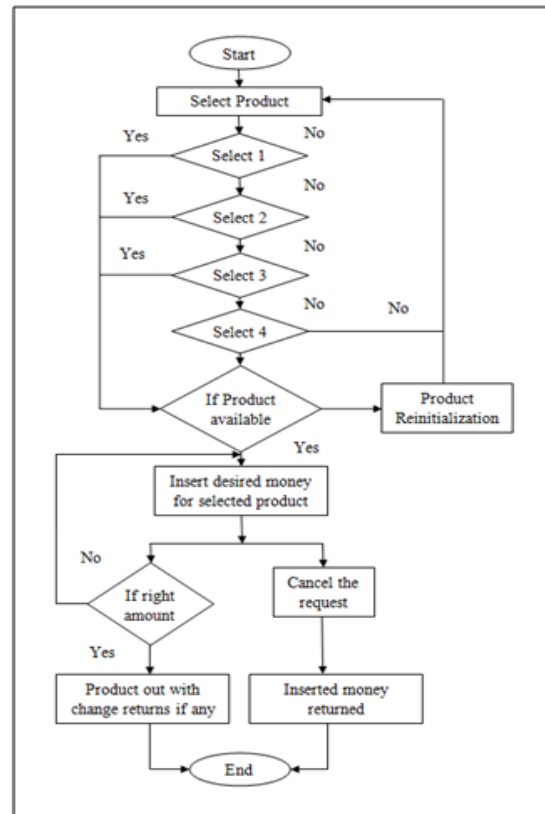 Start
Select Product
Yes
No
Select 1
No
Yes
Select 2
No
Yes
Select 3
No
No
Select 4
If Product
available
Product
Reinitialization
Yes
Insert desired money
for selected product
No
If right
amount
Cancel the
request
Yes
Product out with
change returns if any
Inserted money
returned
End